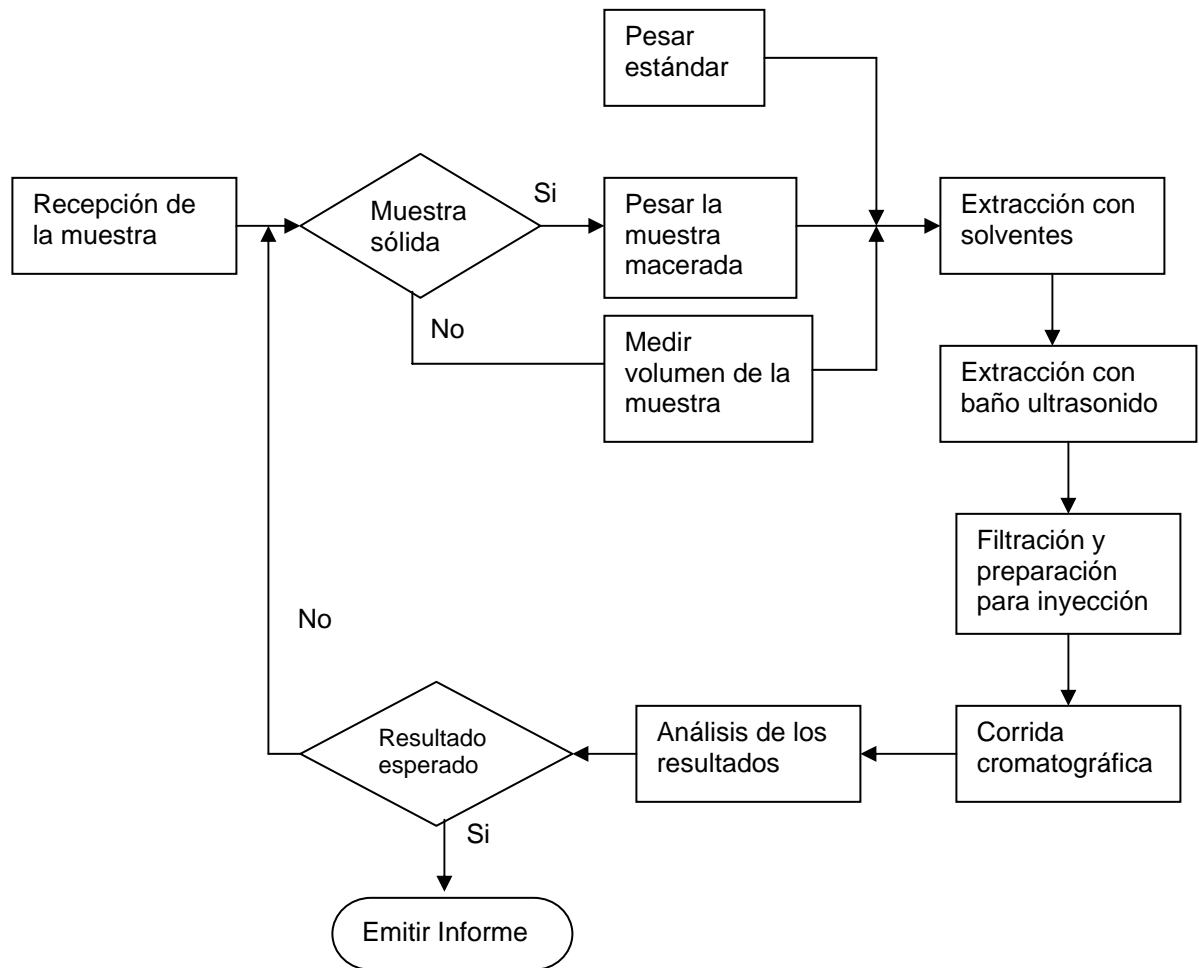 Pesar
estándar
Recepción de
la muestra
Muestra
sólida
Si
Pesar la
muestra
macerada
Extracción con
solventes
No
Medir
volumen de la
muestra
Extracción con
baño ultrasonido
Filtración y
preparación
para inyección
No
Resultado
esperado
Análisis de los
resultados
Corrida
cromatográfica
Si
Emitir Informe